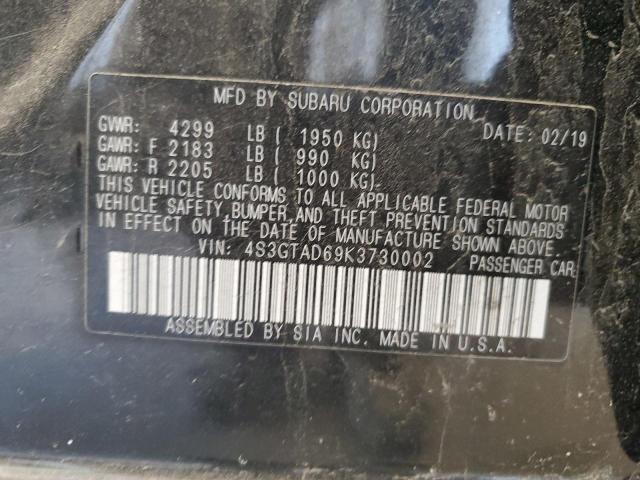 MFD BY SUBARU CORPORATION
GVWR: 4299 LB ( 1950 KG) DATE: 02/19
GAWR: F 2183 LB ( 990 KG)
GAWR: R 2205 LB ( 1000 KG)
THIS VEHICLE CONFORMS TO ALL APPLICABLE FEDERAL MOTOR
VEHICLE SAFETY, BUMPER, AND THEFT PREVENTION STANDARDS
IN EFFECT ON THE DATE OF MANUFACTURE SHOWN ABOVE.
VIN: 4S3GTAD69K3730002 PASSENGER CAR
ASSEMBLED BY SIA INC. MADE IN U.S.A.